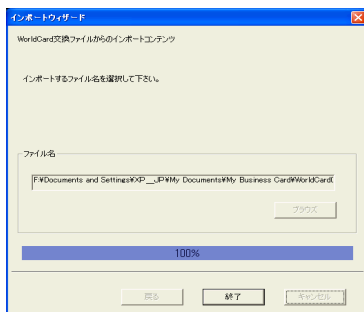 インポートウィザード
WorldCard交換ファイルからのインポートコンテンツ
インポートするファイル名を選択して下さい。
ファイル名
F:¥Documents and Settings¥XP__JP¥My Documents¥My Business Card¥WorldCard(
ブラウズ
100%
戻る
終了
キャンセル